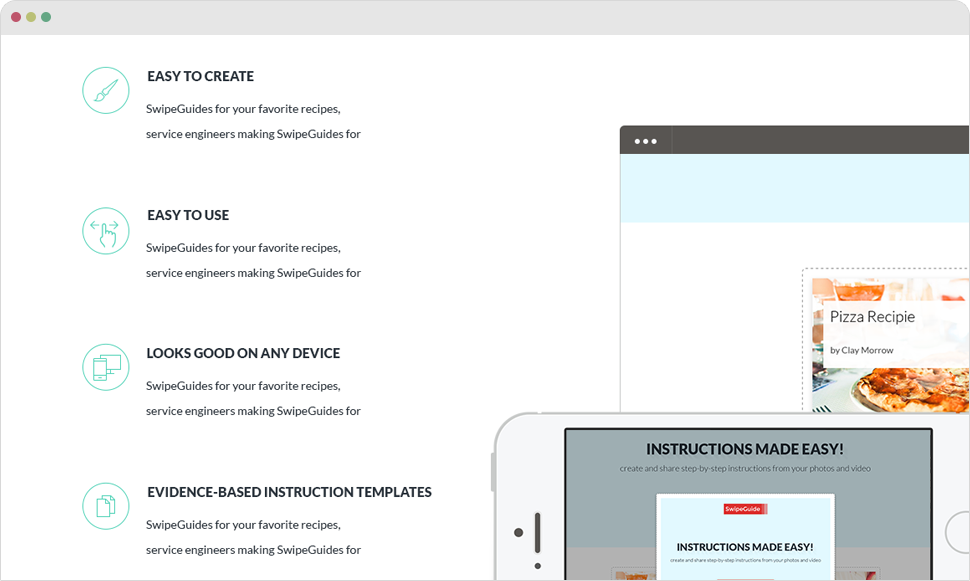 EASY TO CREATE
SwipeGuides for your favorite recipes,
service engineers making SwipeGuides for
EASY TO USE
SwipeGuides for your favorite recipes,
service engineers making SwipeGuides for
LOOKS GOOD ON ANY DEVICE
SwipeGuides for your favorite recipes,
service engineers making SwipeGuides for
EVIDENCE-BASED INSTRUCTION TEMPLATES
SwipeGuides for your favorite recipes,
service engineers making SwipeGuides for
Pizza Recipie
by Clay Morrow
INSTRUCTIONS MADE EASY!
create and share step-by-step instructions from your photos and video
SwipeGuide
INSTRUCTIONS MADE EASY!
create and share step-by-step instructions from your photos and video